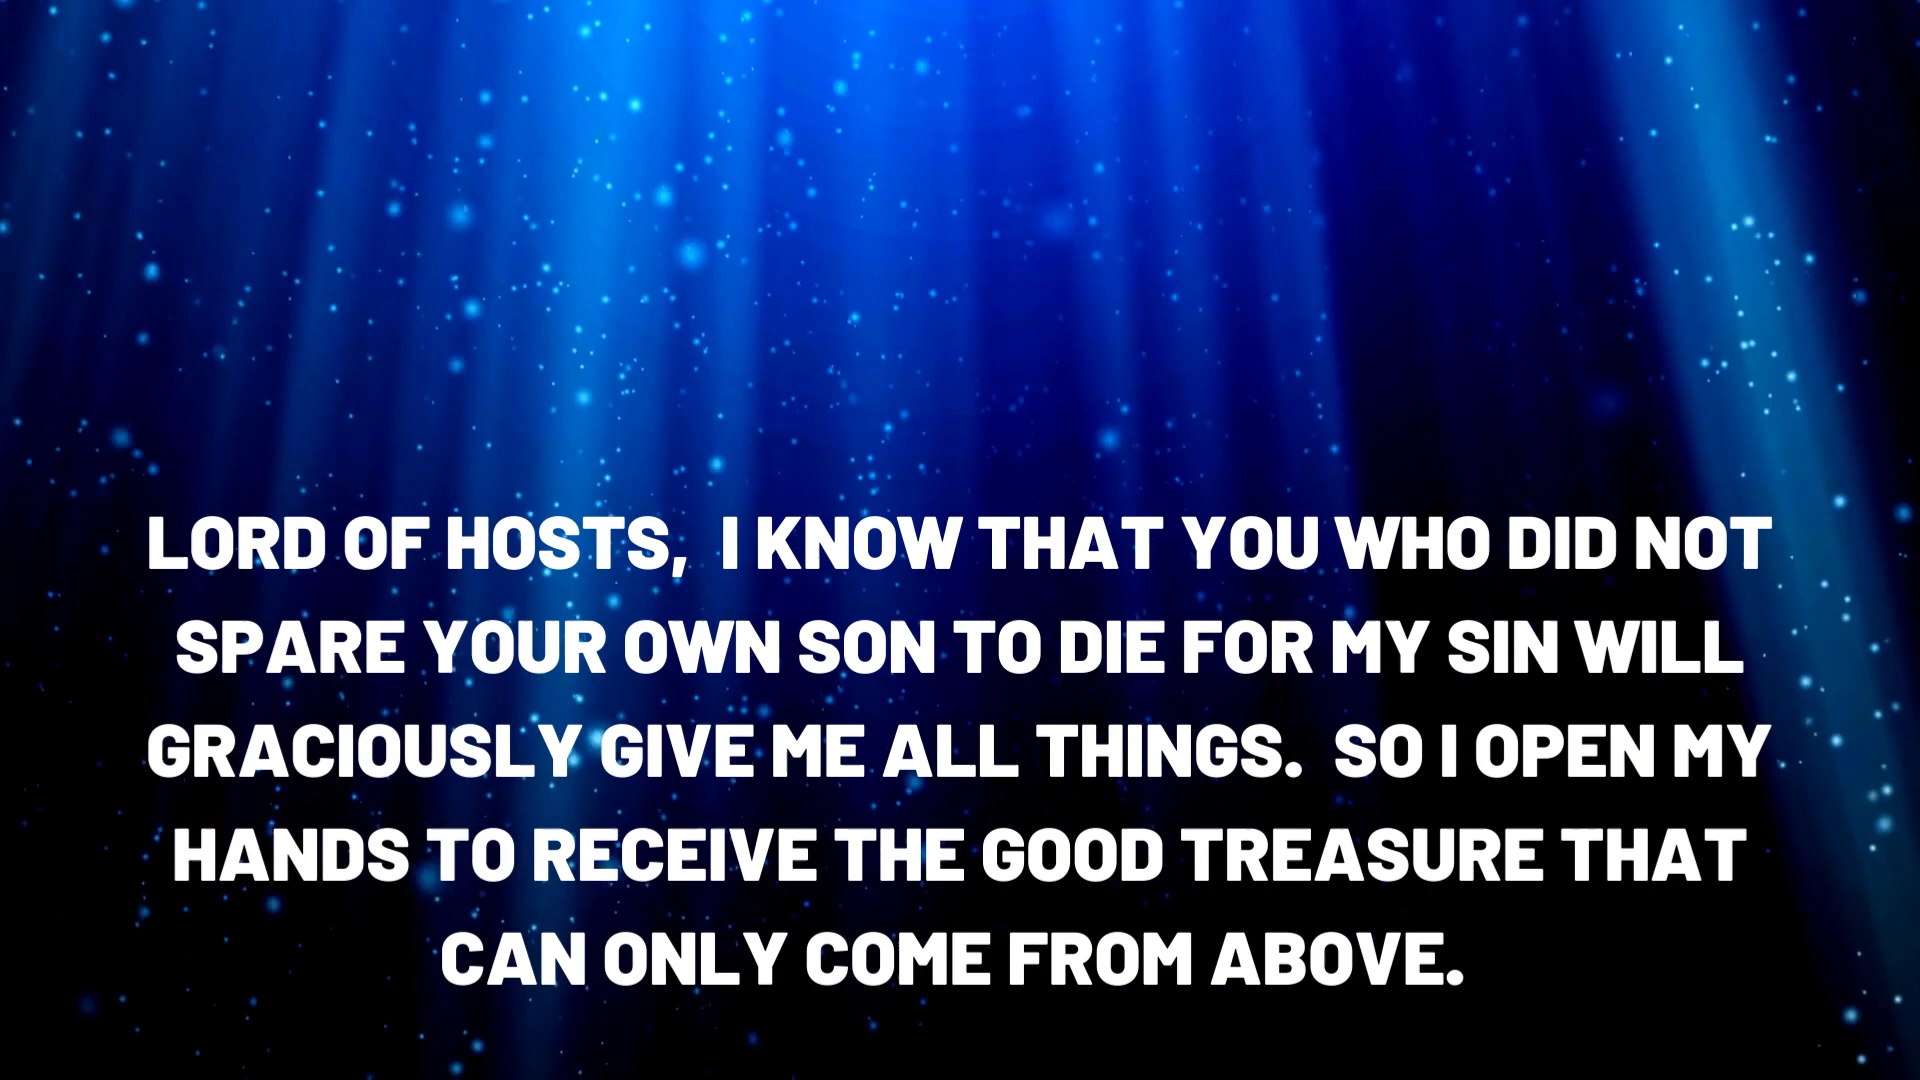 LORD OF HOSTS,  I KNOW THAT YOU WHO DID NOT
SPARE YOUR OWN SON TO DIE FOR MY SIN WILL
GRACIOUSLY GIVE ME ALL THINGS.  SO I OPEN MY
HANDS TO RECEIVE THE GOOD TREASURE THAT
CAN ONLY COME FROM ABOVE.